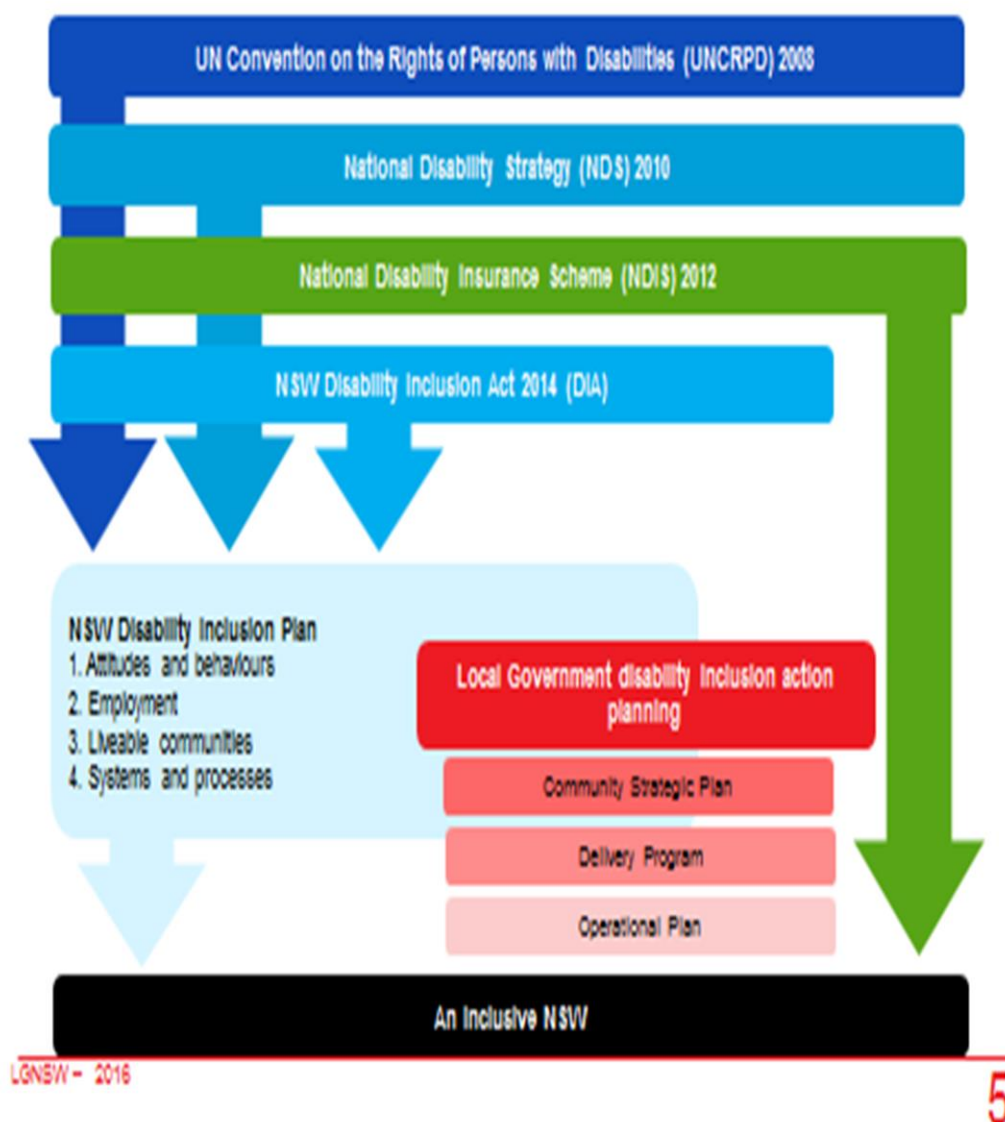 UN Convention on the Rights of Persons with Disabilities (UNCRPD) 2008
National Disability Strategy (NDS) 2010
National Disability Insurance Scheme (NDIS) 2012
NSW Disability Inclusion Act 2014 (DIA)
NSW Disability Inclusion Plan
1. Attitudes and behaviours
2. Employment
3. Liveable communities
4. Systems and processes
Local Government disability inclusion action
planning
Community Strategic Plan
Delivery Program
Operational Plan
An Inclusive NSW
LGNSW – 2016
5